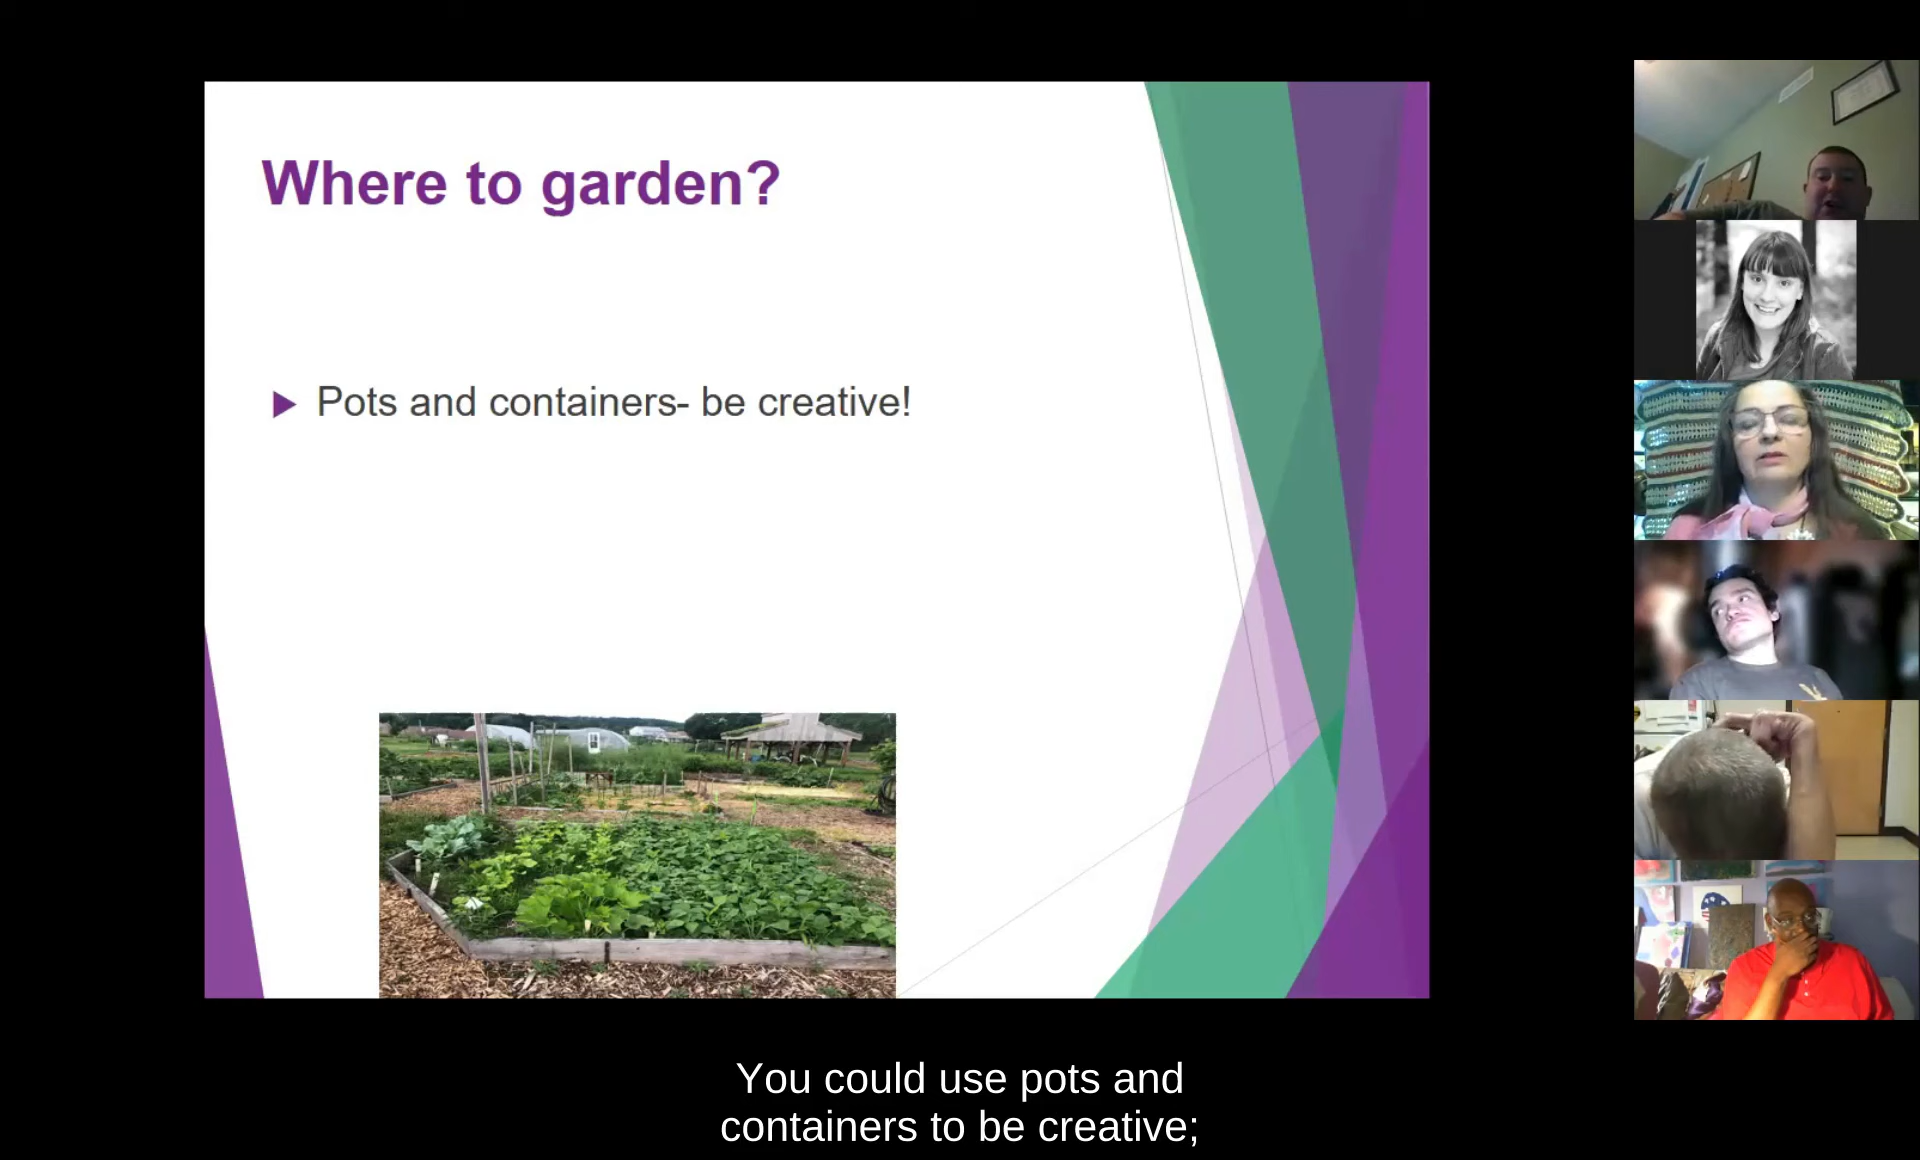 Where to garden?
Pots and containers- be creative!
You could use pots and
containers to be creative;